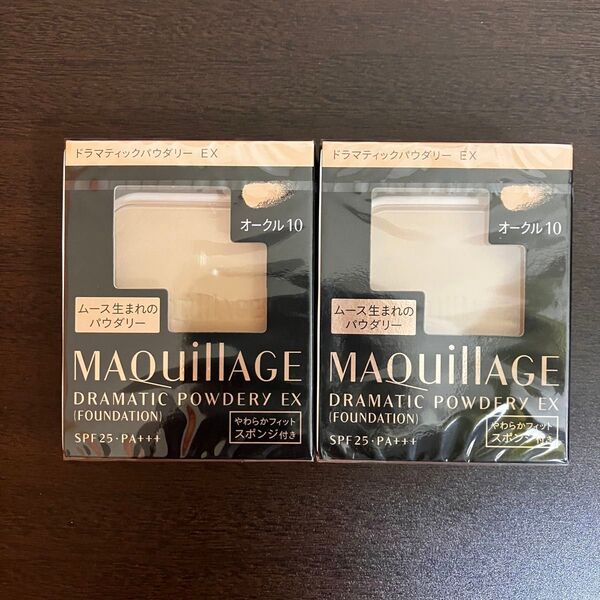 ドラマティックパウダリー EX
オークル10
ムース生まれの
パウダリー
MAQuillAGE
DRAMATIC POWDERY EX
(FOUNDATION)
SPF25・PA+++
やわらかフィット
スポンジ付き
ドラマティックパウダリー EX
オークル10
ムース生まれの
パウダリー
MAQuillAGE
DRAMATIC POWDERY EX
(FOUNDATION)
SPF25・PA+++
やわらかフィット
スポンジ付き